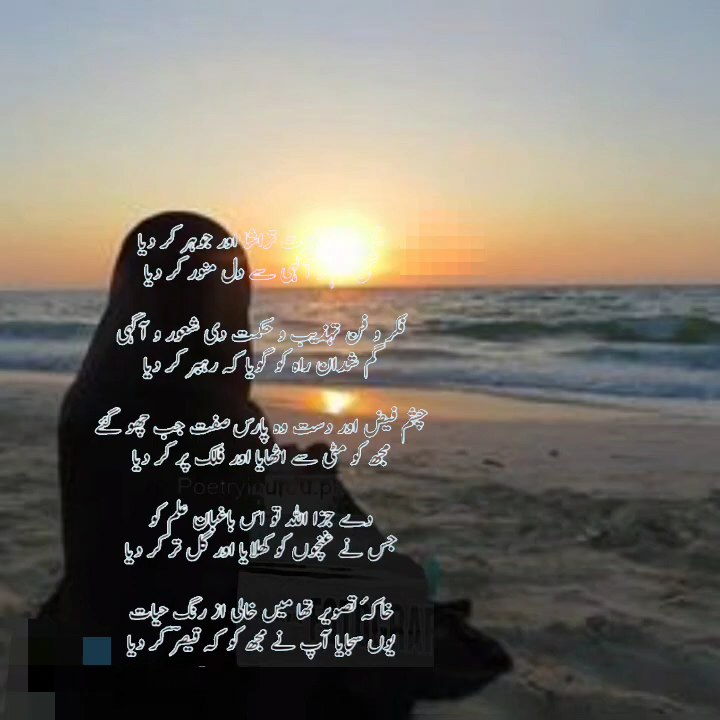 تراشا اور جوہر کر دیا
سے دل منور کر دیا
فکر و فن تہذیب و حکمت دی شعور و آگہی
گم شدان راہ کو گویا کہ رہبر کر دیا
چشم فیض اور دست وہ پارس صفت جب چھو گئے
مجھ کو مٹی سے اٹھایا اور فلک پر کر دیا
Poetryinurdu.p
دے جزا اللہ تو اس باغبان علم کو
جس نے غنچوں کو کھلایا اور گل تر کر دیا
خاکۂ تصویر تھا میں خالی از رنگ حیات
یوں سجایا آپ نے مجھ کو کہ قیصرؔ کر دیا